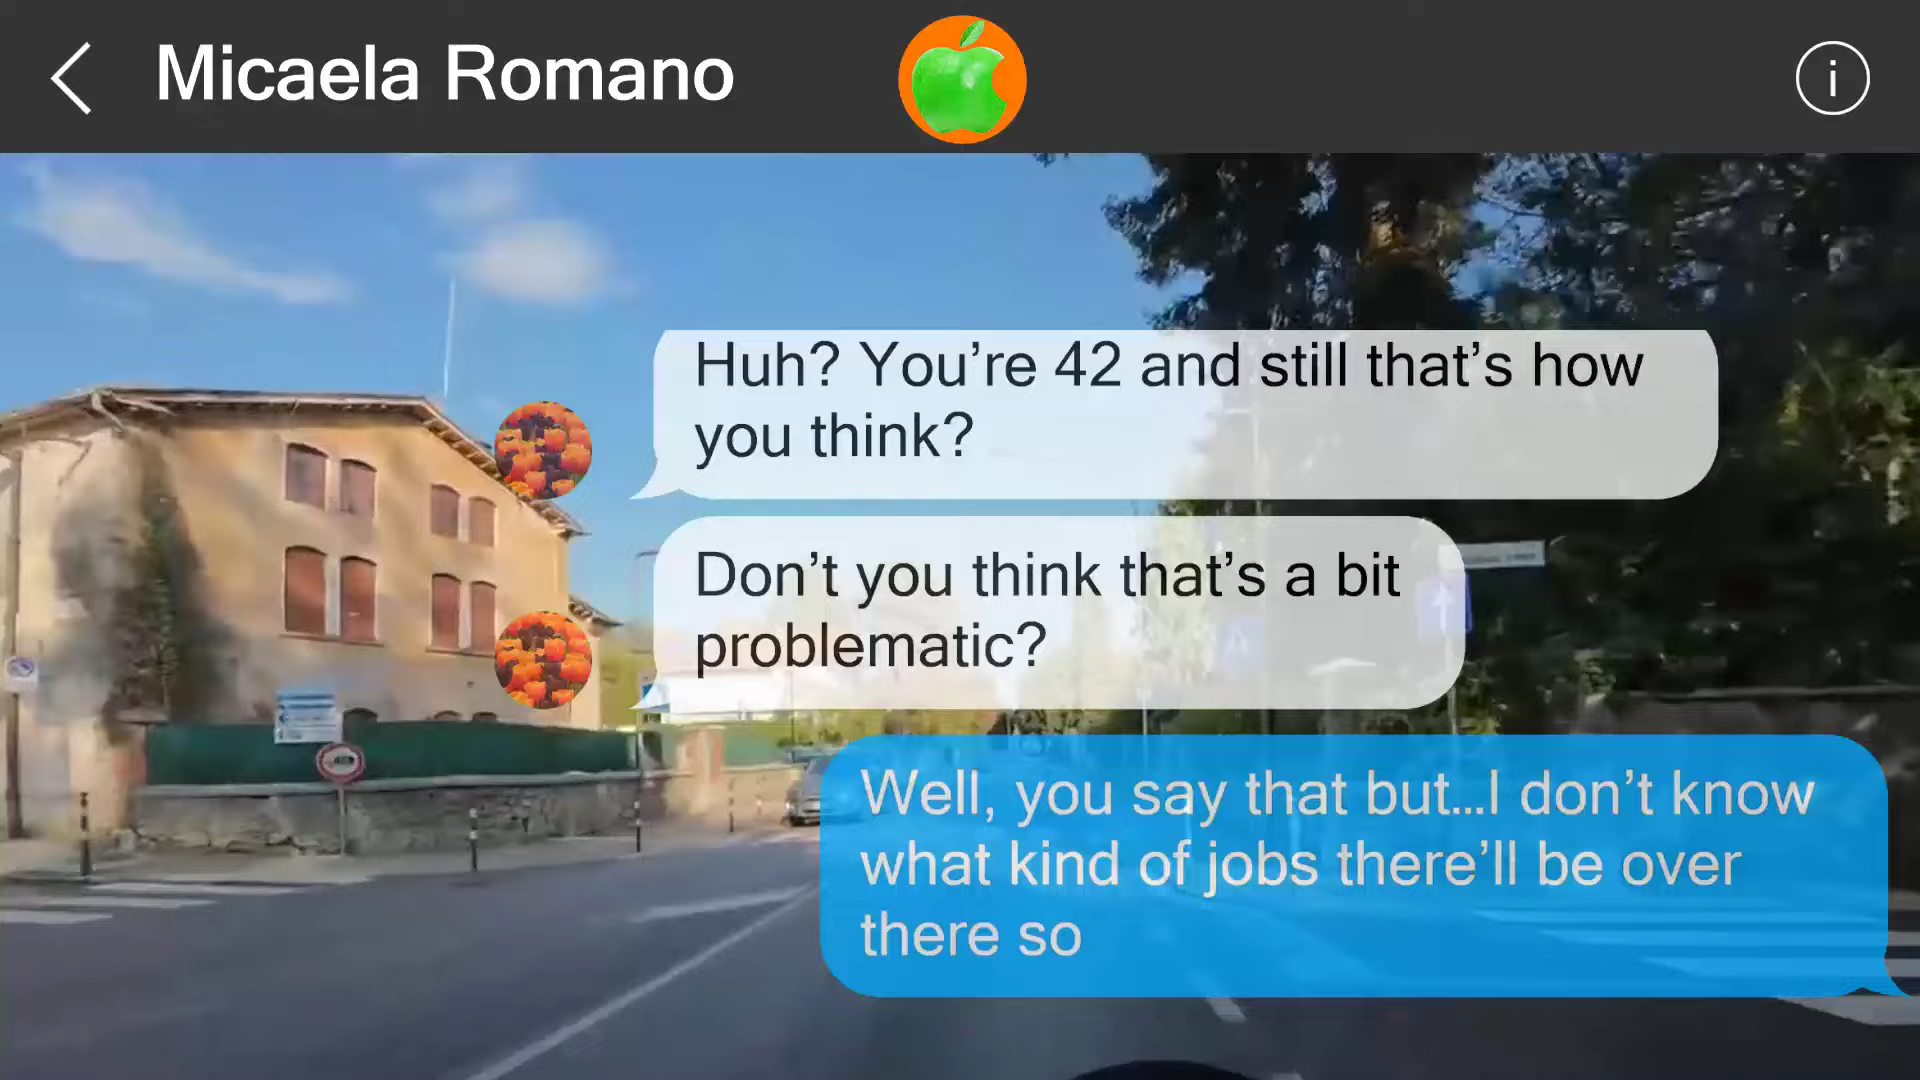 Micaela Romano
Huh? You're 42 and still that's how
you think?
Don't you think that's a bit
problematic?
Well, you say that but...I don't know
what kind of jobs there'll be over
there so